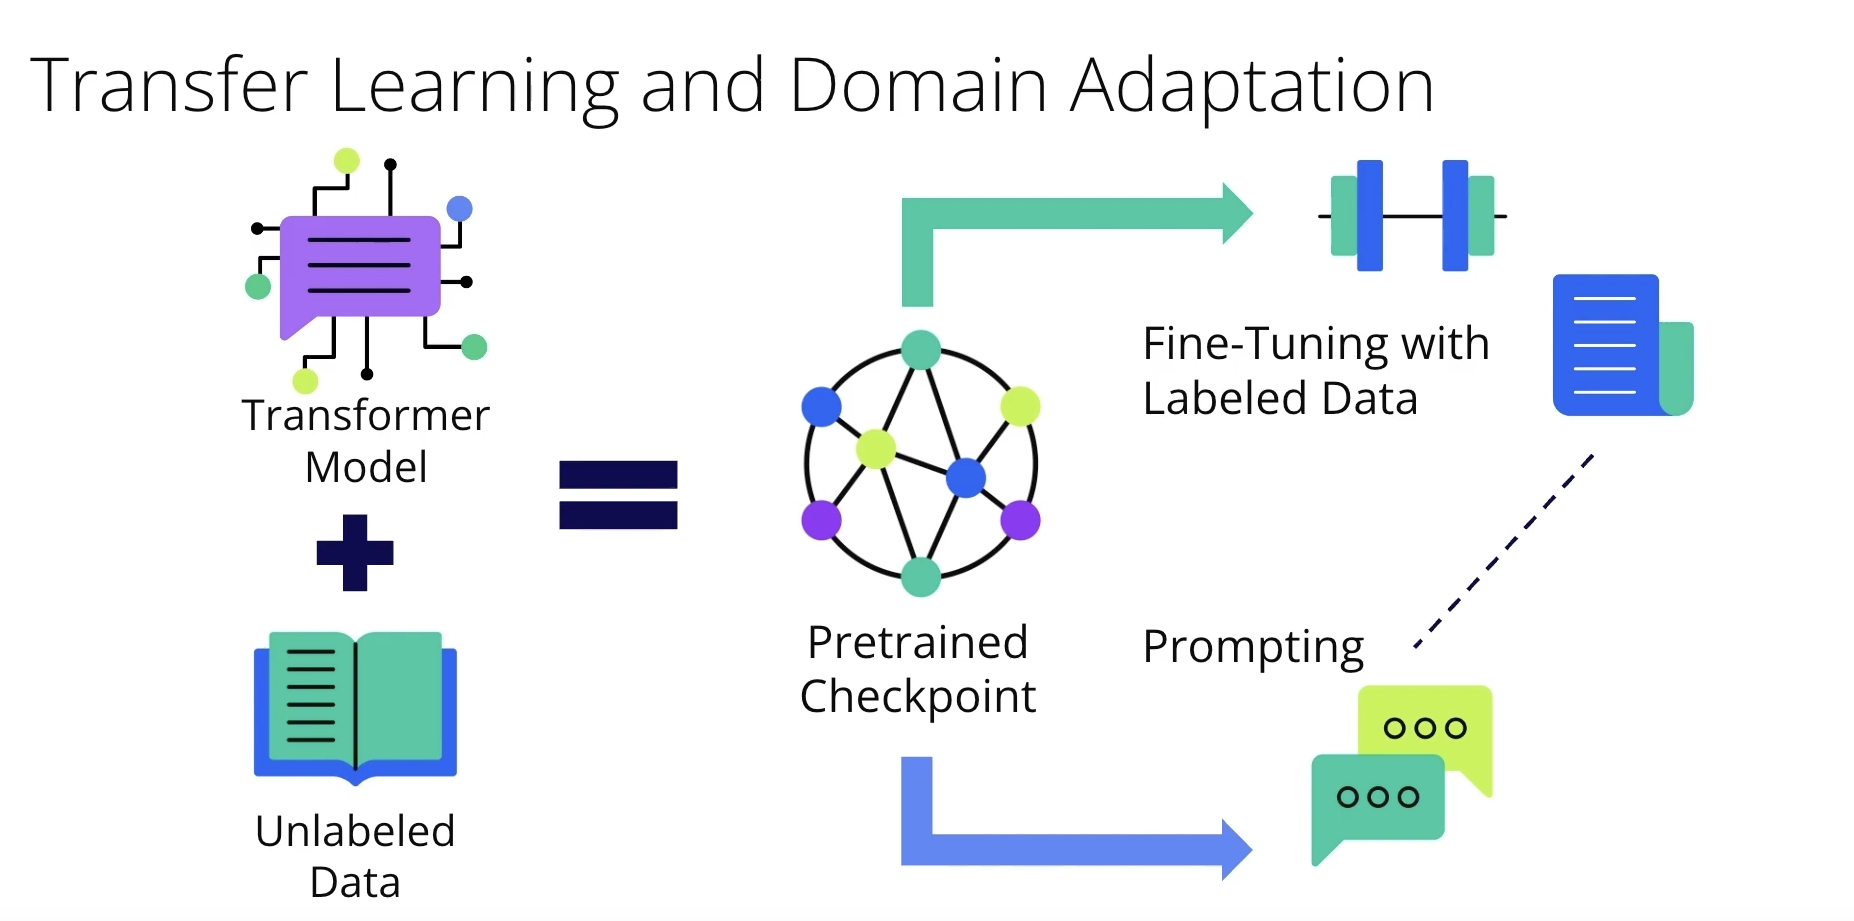 Transfer Learning and Domain Adaptation
Transformer
Model
Unlabeled
Data
Pretrained
Checkpoint
Fine-Tuning with
Labeled Data
Prompting